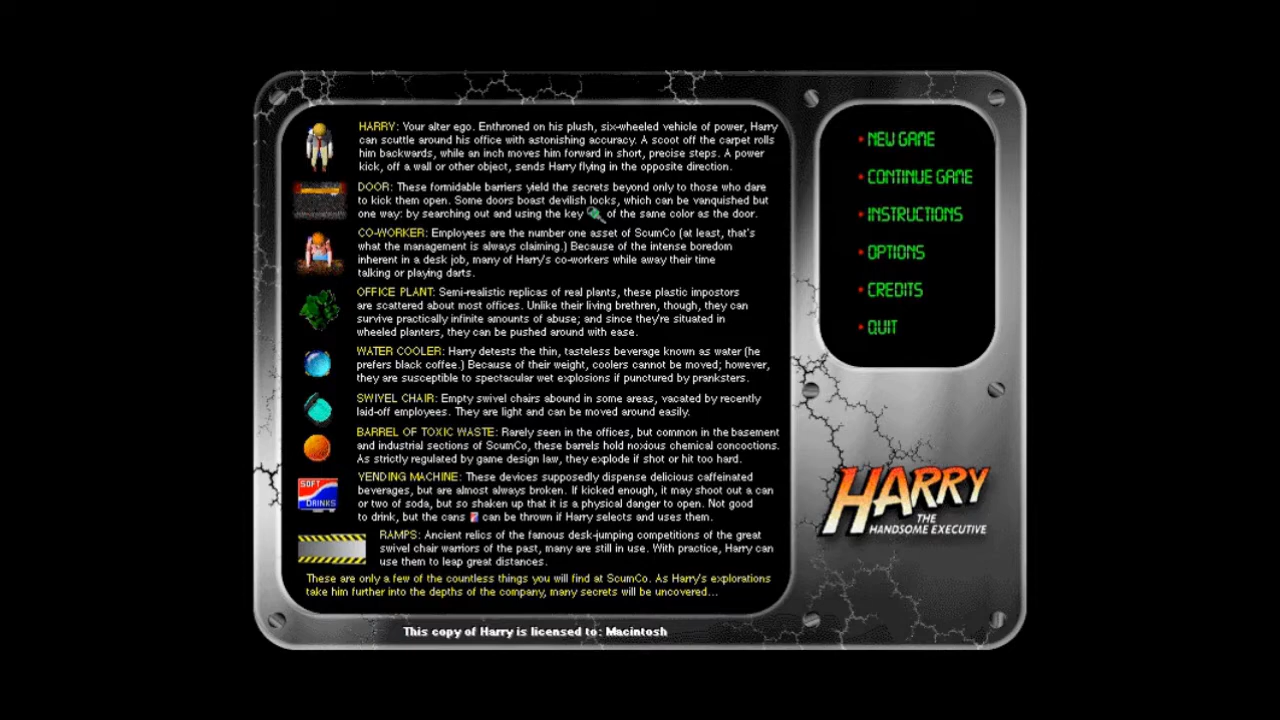 HARRY: Your alter ego. Enthroned on his plush, six-wheeled vehicle of power, Harry
can scuttle around his office with astonishing accuracy. A scoot off the carpet rolls
him backwards, while an inch moves him forward in short, precise steps. A power
kick, off a wall or other object, sends Harry flying in the opposite direction.
DOOR: These formidable barriers yield the secrets beyond only to those who dare
to kick them open. Some doors boast devilish locks, which can be vanquished but
one way: by searching out and using the key of the same color as the door.
CO-WORKER: Employees are the number one asset of ScumCo (at least, that's
what the management is always claiming.) Because of the intense boredom
inherent in a desk job, many of Harry's co-workers while away their time
talking or playing darts.
OFFICE PLANT: Semi-realistic replicas of real plants, these plastic impostors
are scattered about most offices. Unlike their living brethren, though, they can
survive practically infinite amounts of abuse; and since they're situated in
wheeled planters, they can be pushed around with ease.
WATER COOLER: Harry detests the thin, tasteless beverage known as water (he
prefers black coffee.) Because of their weight, coolers cannot be moved; however,
they are susceptible to spectacular wet explosions if punctured by pranksters.
SWIVEL CHAIR: Empty swivel chairs abound in some areas, vacated by recently
laid-off employees. They are light and can be moved around easily.
BARREL OF TOXIC WASTE: Rarely seen in the offices, but common in the basement
and industrial sections of ScumCo, these barrels hold noxious chemical concoctions.
As strictly regulated by game design law, they explode if shot or hit too hard.
SOFT
DRINKS
VENDING MACHINE: These devices supposedly dispense delicious caffeinated
beverages, but are almost always broken. If kicked enough, it may shoot out a can
or two of soda, but so shaken up that it is a physical danger to open. Not good
to drink, but the cans can be thrown if Harry selects and uses them.
RAMPS: Ancient relics of the famous desk-jumping competitions of the great
swivel chair warriors of the past, many are still in use. With practice, Harry can
use them to leap great distances.
These are only a few of the countless things you will find at ScumCo. As Harry's explorations
take him further into the depths of the company, many secrets will be uncovered...
This copy of Harry is licensed to: Macintosh
NEW GAME
CONTINUE GAME
INSTRUCTIONS
OPTIONS
CREDITS
QUIT
HARRY
THE
HANDSOME EXECUTIVE